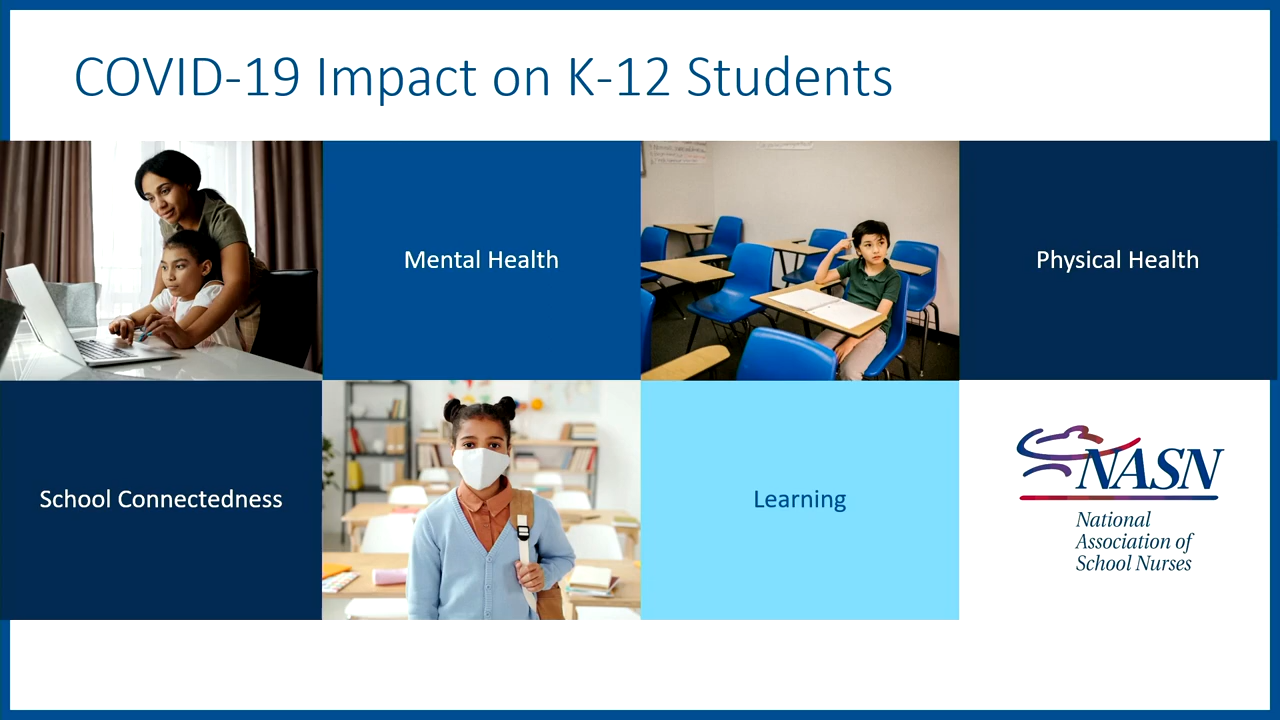 COVID-19 Impact on K-12 Students
Mental Health
Physical Health
School Connectedness
Learning
NASN
National
Association of
School Nurses